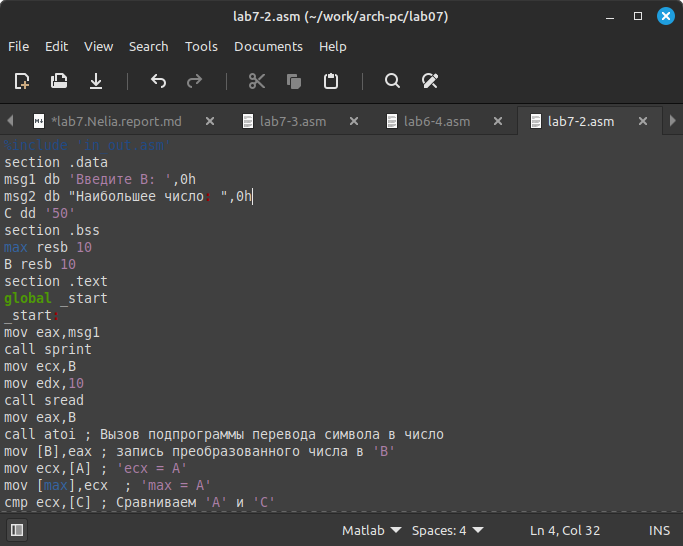 lab7-2.asm (~/work/arch-pc/lab07)
File Edit View Search Tools Documents Help
*lab7.Nelia.report.md lab7-3.asm lab6-4.asm lab7-2.asm
%include 'in_out.asm'
section .data
msg1 db 'Введите B: ',0h
msg2 db "Наибольшее число: ",0h
C dd '50'
section .bss
max resb 10
B resb 10
section .text
global _start
_start:
mov eax,msg1
call sprint
mov ecx,B
mov edx,10
call sread
mov eax,B
call atoi ; Вызов подпрограммы перевода символа в число
mov [B],eax ; запись преобразованного числа в 'B'
mov ecx,[A] ; 'ecx = A'
mov [max],ecx  ; 'max = A'
cmp ecx,[C] ; Сравниваем 'A' и 'C'
Matlab Spaces: 4 Ln 4, Col 32 INS